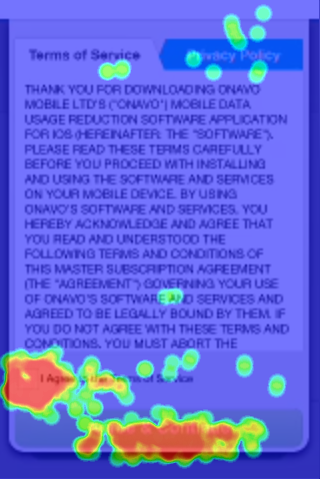 Terms of Service
Privacy Policy
THANK YOU FOR DOWNLOADING ONAVO
MOBILE LTD'S ("ONAVO") MOBILE DATA
USAGE REDUCTION SOFTWARE APPLICATION
FOR IOS (HEREINAFTER: THE "SOFTWARE").
PLEASE READ THESE TERMS CAREFULLY
BEFORE YOU PROCEED WITH INSTALLING
AND USING THE SOFTWARE AND SERVICES
ON YOUR MOBILE DEVICE. BY USING
ONAVO'S SOFTWARE AND SERVICES, YOU
HEREBY ACKNOWLEDGE AND AGREE THAT
YOU READ AND UNDERSTOOD THE
FOLLOWING TERMS AND CONDITIONS OF
THIS MASTER SUBSCRIPTION AGREEMENT
(THE "AGREEMENT") GOVERNING YOUR USE
OF ONAVO'S SOFTWARE AND SERVICES AND
AGREED TO BE LEGALLY BOUND BY THEM. IF
YOU DO NOT AGREE WITH THESE TERMS AND
CONDITIONS, YOU MUST ABORT THE
I Agree to the Terms of Service